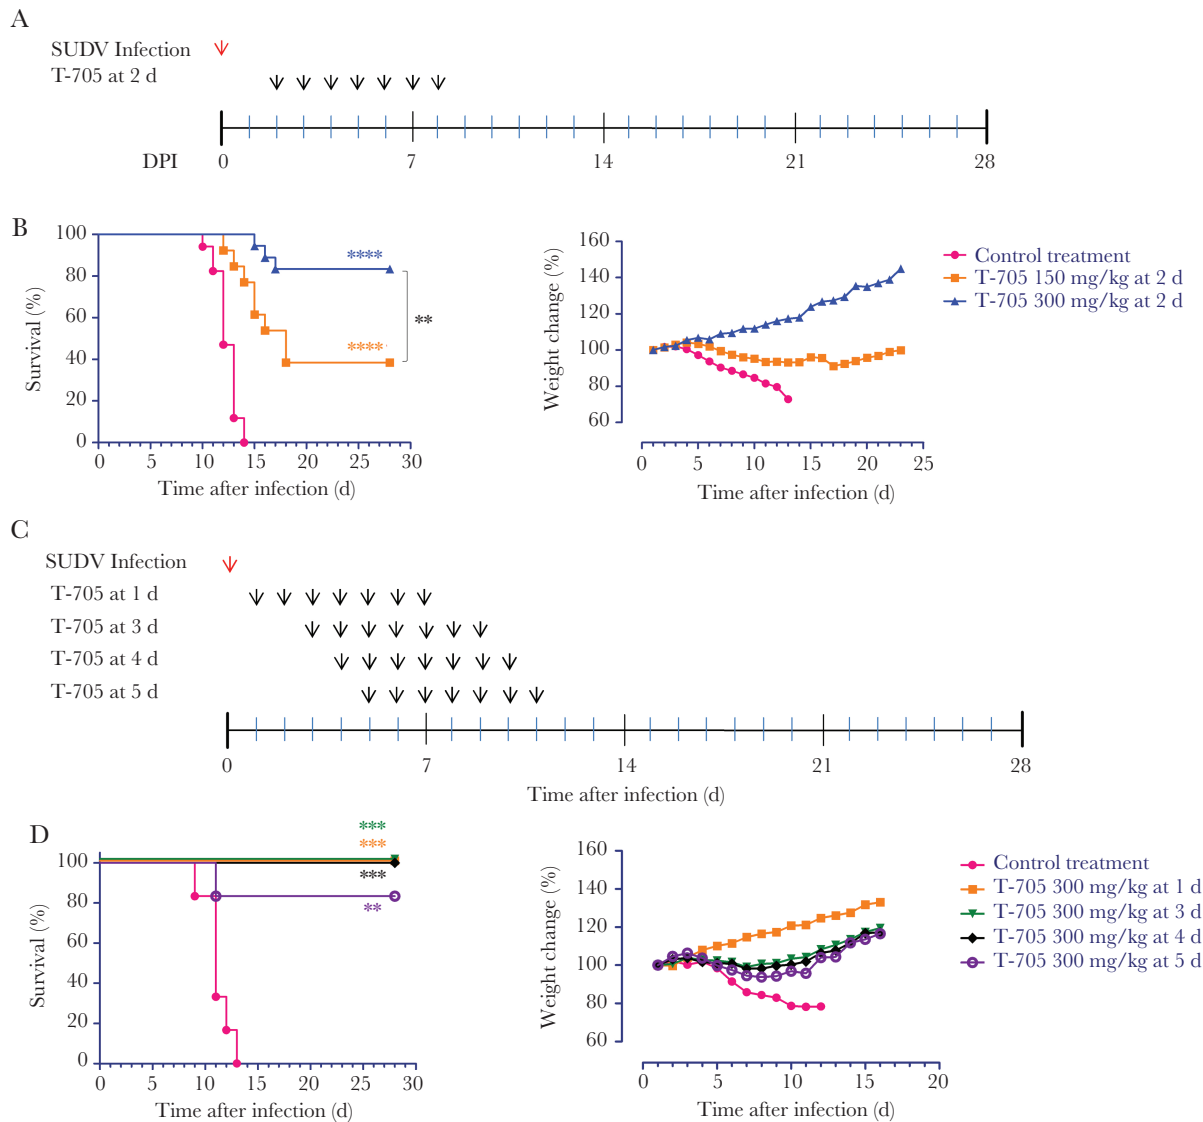 A
SUDV Infection
T-705 at 2 d
DPI
0 7 14 21 28
B
100
80
60
40
20
0
Survival (%)
0 5 10 15 20 25 30
Time after infection (d)
****
****
**
160
140
120
100
80
60
Weight change (%)
0 5 10 15 20 25
Time after infection (d)
Control treatment
T-705 150 mg/kg at 2 d
T-705 300 mg/kg at 2 d
C
SUDV Infection
T-705 at 1 d
T-705 at 3 d
T-705 at 4 d
T-705 at 5 d
0 7 14 21 28
Time after infection (d)
D
***
***
***
**
100
80
60
40
20
0
Survival (%)
0 5 10 15 20 25 30
Time after infection (d)
160
140
120
100
80
60
Weight change (%)
0 5 10 15 20
Time after infection (d)
Control treatment
T-705 300 mg/kg at 1 d
T-705 300 mg/kg at 3 d
T-705 300 mg/kg at 4 d
T-705 300 mg/kg at 5 d